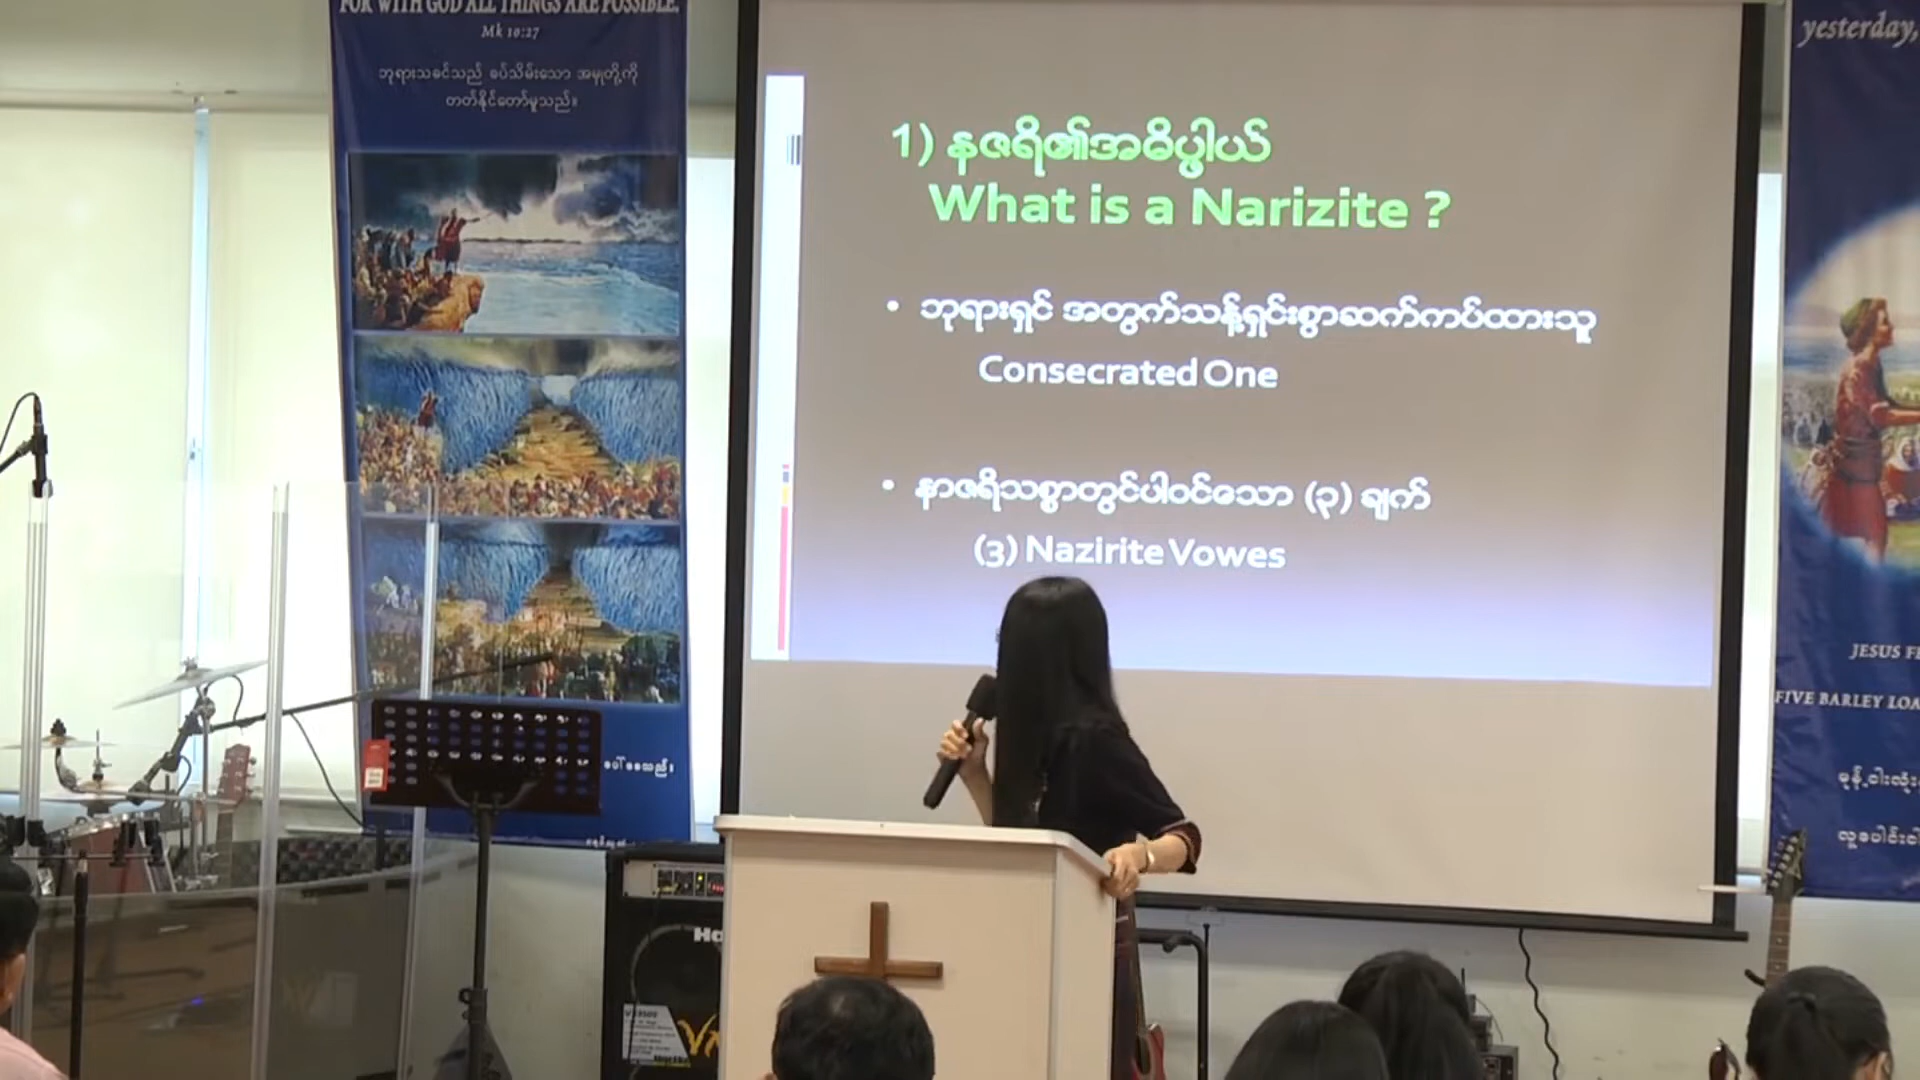 FOR WITH GOD ALL THINGS ARE POSSIBLE.
Mk 10:27
ဘုရားသခင်သည် ခပ်သိမ်းသော အမှုတို့ကို
တတ်နိုင်တော်မူသည်။
1) နဇရိ၏အဓိပ္ပါယ်
What is a Narizite ?
• ဘုရားရှင် အတွက်သန့်ရှင်းစွာဆက်ကပ်ထားသူ
Consecrated One
• နာဇရိသစ္စာတွင်ပါဝင်သော (၃) ချက်
(3) Nazirite Vowes
yesterday,
JESUS
FIVE BARLEY